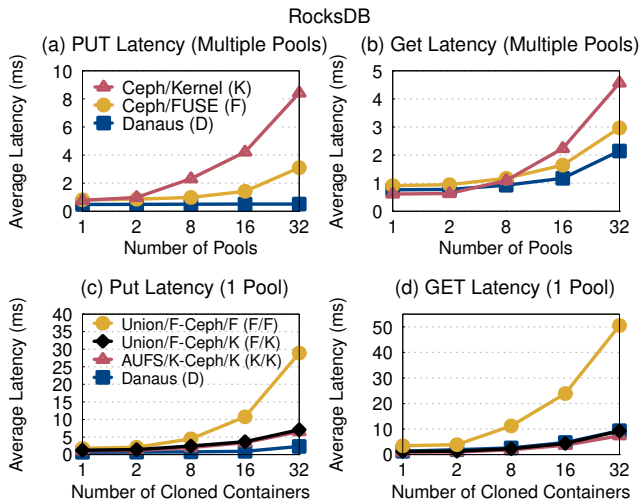 RocksDB
(a) PUT Latency (Multiple Pools)
Average Latency (ms)
10
8
6
4
2
0
Ceph/Kernel (K)
Ceph/FUSE (F)
Danaus (D)
1 2 8 16 32
Number of Pools
(b) Get Latency (Multiple Pools)
Average Latency (ms)
5
4
3
2
1
0
1 2 8 16 32
Number of Pools
(c) Put Latency (1 Pool)
Average Latency (ms)
40
35
30
25
20
15
10
5
0
Union/F-Ceph/F (F/F)
Union/F-Ceph/K (F/K)
AUFS/K-Ceph/K (K/K)
Danaus (D)
1 2 8 16 32
Number of Cloned Containers
(d) GET Latency (1 Pool)
Average Latency (ms)
50
40
30
20
10
0
1 2 8 16 32
Number of Cloned Containers